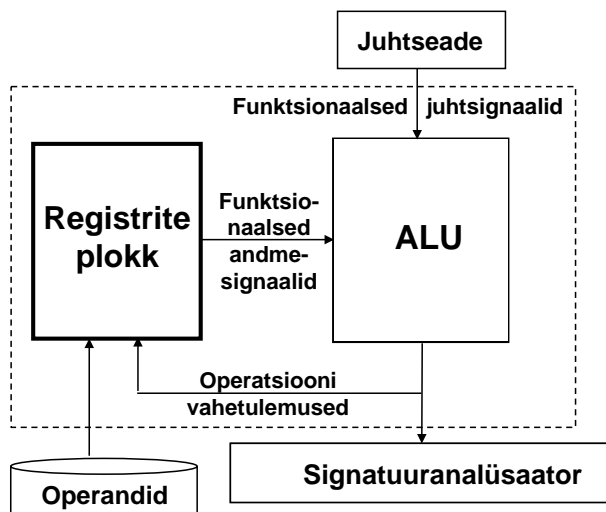 Juhtseade
Funktsionaalsed juhtsignaalid
Registrite
plokk
Funktsio-
naalsed
andme-
signaalid
ALU
Operatsiooni
vahetulemused
Signatuuranalüsaator
Operandid